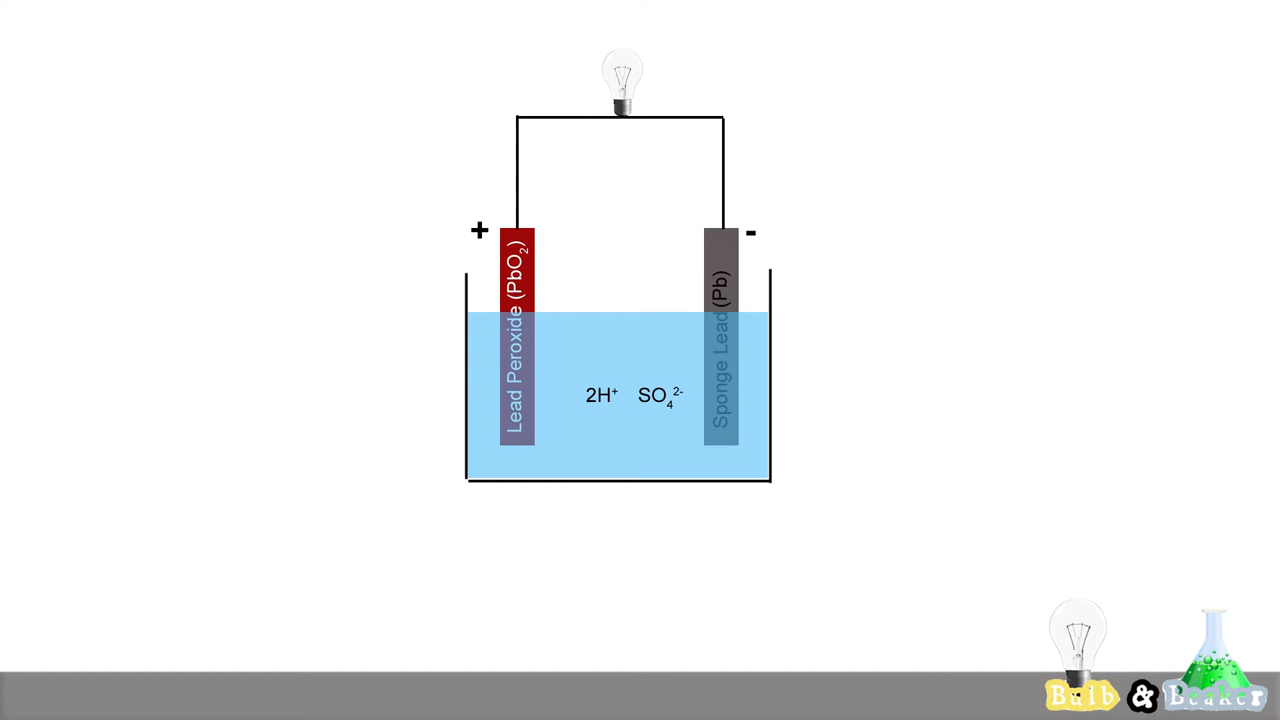 +
-
Lead Peroxide (PbO₂)
Sponge Lead (Pb)
2H⁺ SO₄²⁻
Bulb & Beaker